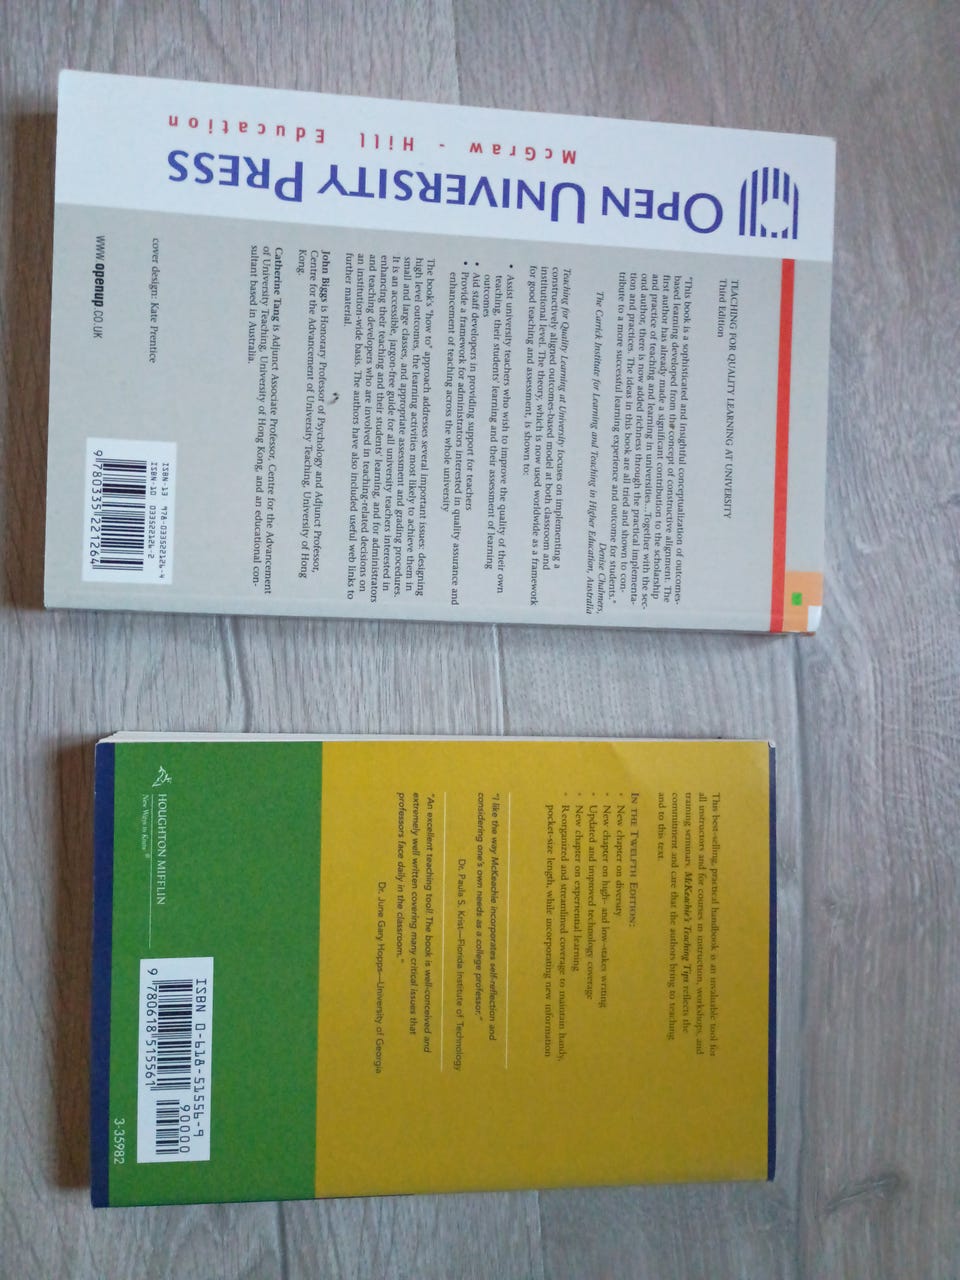 TEACHING FOR QUALITY LEARNING AT UNIVERSITY
Third Edition
"This book is a sophisticated and insightful conceptualization of outcomes-
based learning developed from the concept of constructive alignment. The
first author has already made a significant contribution to the scholarship
and practice of teaching and learning in universities...Together with the sec-
ond author, there is now added richness through the practical implementa-
tion and practices. The ideas in this book are all tried and shown to con-
tribute to a more successful learning experience and outcome for students."
Denise Chalmers,
The Carrick Institute for Learning and Teaching in Higher Education, Australia
Teaching for Quality Learning at University focuses on implementing a
constructively aligned outcomes-based model at both classroom and
institutional level. The theory, which is now used worldwide as a framework
for good teaching and assessment, is shown to:
• Assist university teachers who wish to improve the quality of their own
teaching, their students' learning and their assessment of learning
outcomes
• Aid staff developers in providing support for teachers
• Provide a framework for administrators interested in quality assurance and
enhancement of teaching across the whole university
The book's "how to" approach addresses several important issues: designing
high level outcomes, the learning activities most likely to achieve them in
small and large classes, and appropriate assessment and grading procedures.
It is an accessible, jargon-free guide for all university teachers interested in
enhancing their teaching and their students' learning, and for administrators
and teaching developers who are involved in teaching-related decisions on
an institution-wide basis. The authors have also included useful web links to
further material.
John Biggs is Honorary Professor of Psychology and Adjunct Professor,
Centre for the Advancement of University Teaching, University of Hong
Kong.
Catherine Tang is Adjunct Associate Professor, Centre for the Advancement
of University Teaching, University of Hong Kong, and an educational con-
sultant based in Australia.
cover design: Kate Prentice
www.openup.co.uk
ISBN-13 978-033522126-4
ISBN-10 033522126-2
9 780335 221264
OPEN UNIVERSITY PRESS
McGraw - Hill Education
This best-selling, practical handbook is an invaluable tool for
all instructors and for courses in instruction, workshops, and
training seminars. McKeachie's Teaching Tips reflects the
commitment and care that the authors bring to teaching
and to this text.
IN THE TWELFTH EDITION:
• New chapter on diversity
• New chapter on high- and low-stakes writing
• Updated and improved technology coverage
• New chapter on experiential learning
• Reorganized and streamlined coverage to maintain handy,
pocket-size length, while incorporating new information
"I like the way McKeachie incorporates self-reflection and
considering one's own needs as a college professor."
Dr. Paula S. Krist—Florida Institute of Technology
"An excellent teaching tool! The book is well-conceived and
extremely well written covering many critical issues that
professors face daily in the classroom."
Dr. June Gary Hopps—University of Georgia
HOUGHTON MIFFLIN
New Ways to Know ®
ISBN 0-618-51556-9
90000
9 780618 515561
3-35982